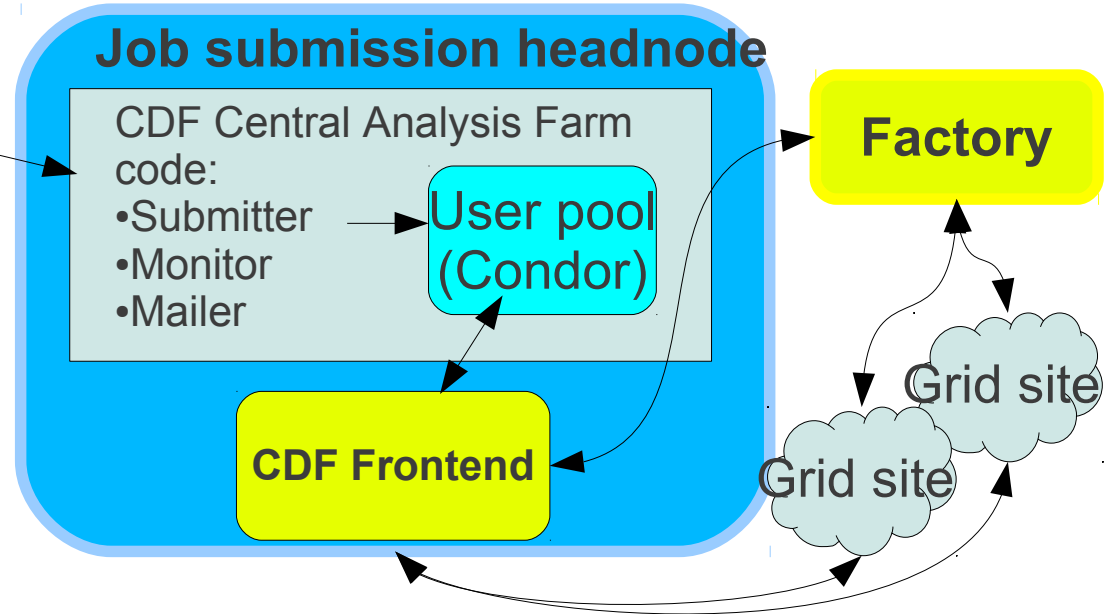 Job submission headnode
CDF Central Analysis Farm
code:
•Submitter
•Monitor
•Mailer
User pool
(Condor)
CDF Frontend
Factory
Grid site
Grid site